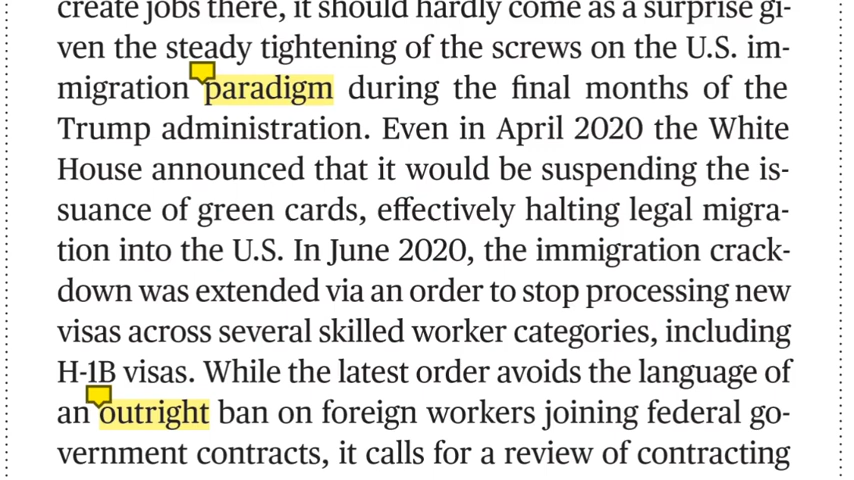 create jobs there, it should hardly come as a surprise gi-
ven the steady tightening of the screws on the U.S. im-
migration paradigm during the final months of the
Trump administration. Even in April 2020 the White
House announced that it would be suspending the is-
suance of green cards, effectively halting legal migra-
tion into the U.S. In June 2020, the immigration crack-
down was extended via an order to stop processing new
visas across several skilled worker categories, including
H-1B visas. While the latest order avoids the language of
an outright ban on foreign workers joining federal go-
vernment contracts, it calls for a review of contracting